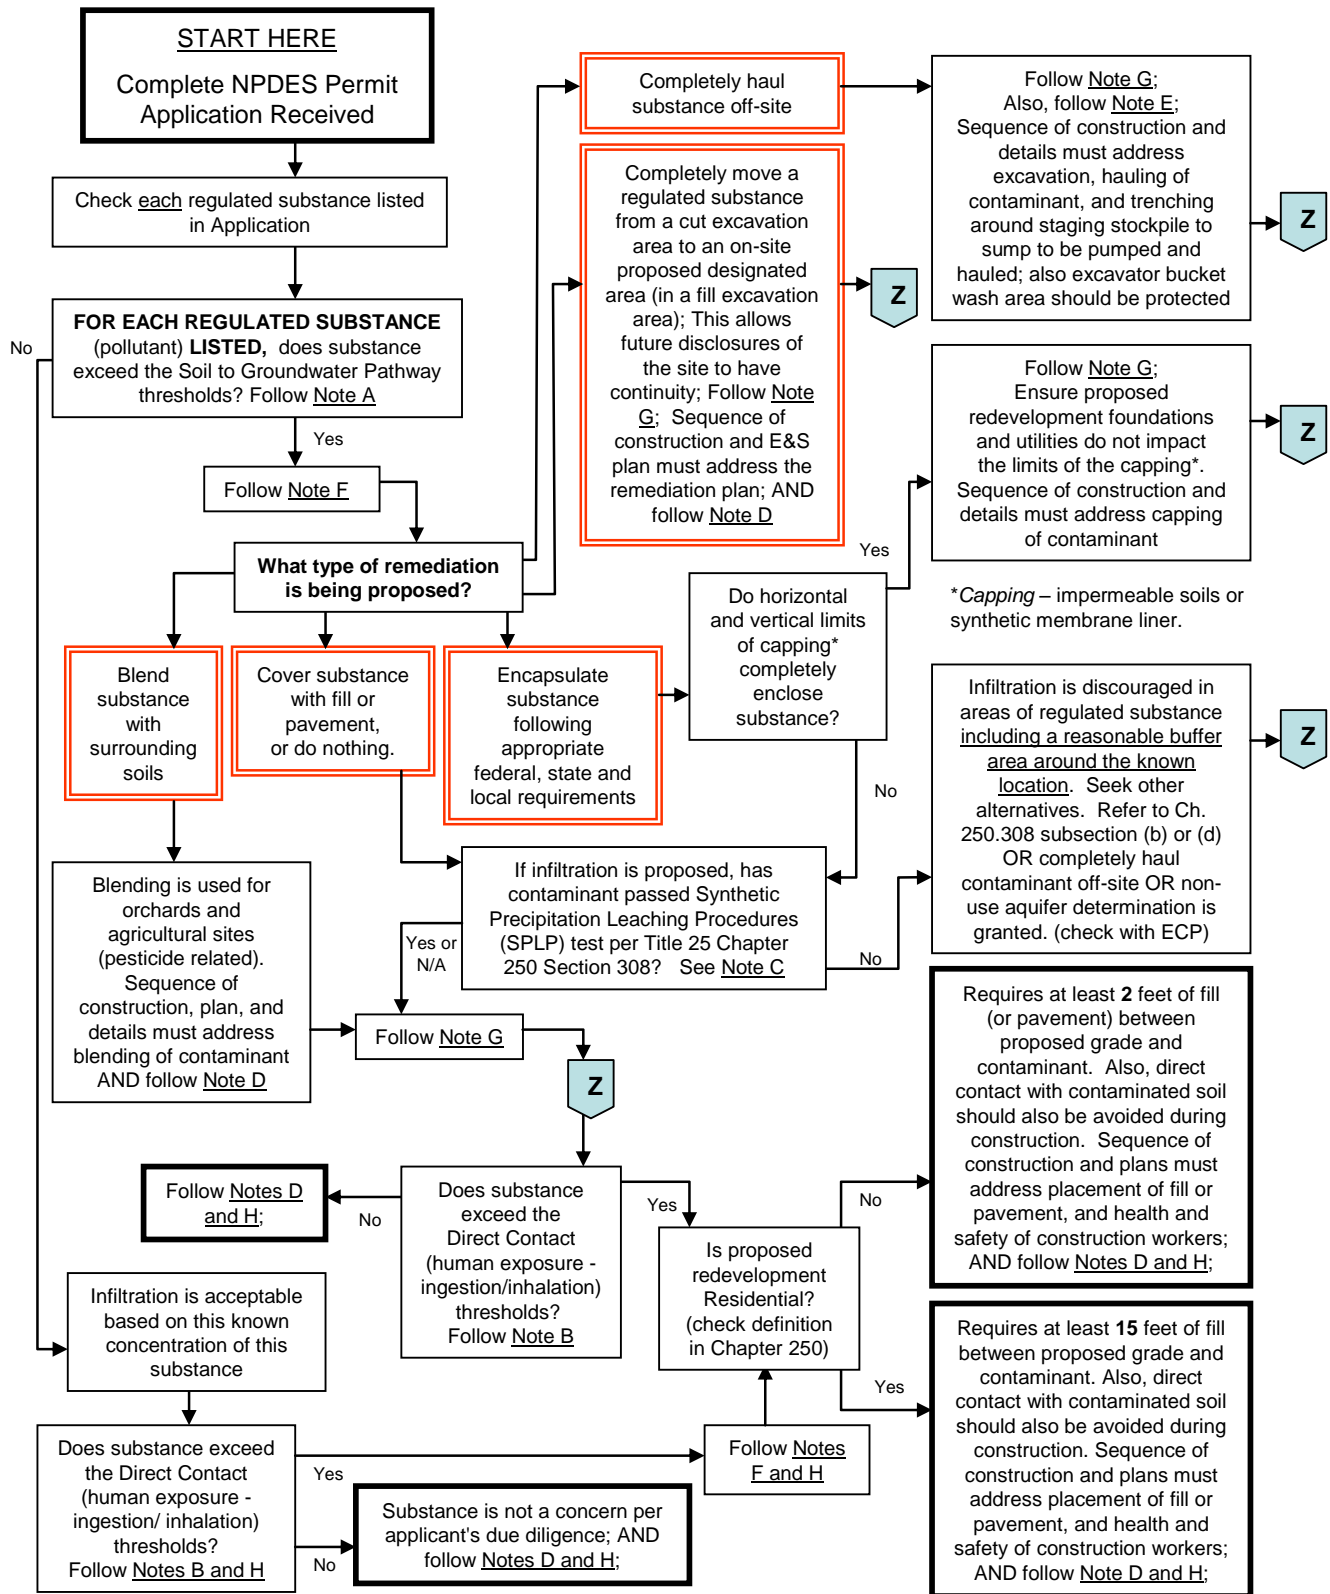 START HERE
Complete NPDES Permit
Application Received
Check each regulated substance listed
in Application
FOR EACH REGULATED SUBSTANCE
(pollutant) LISTED, does substance
exceed the Soil to Groundwater Pathway
thresholds? Follow Note A
No
Yes
Follow Note F
What type of remediation
is being proposed?
Completely haul
substance off-site
Follow Note G;
Also, follow Note E;
Sequence of construction and
details must address
excavation, hauling of
contaminant, and trenching
around staging stockpile to
sump to be pumped and
hauled; also excavator bucket
wash area should be protected
Z
Completely move a
regulated substance
from a cut excavation
area to an on-site
proposed designated
area (in a fill excavation
area); This allows
future disclosures of
the site to have
continuity; Follow Note
G; Sequence of
construction and E&S
plan must address the
remediation plan; AND
follow Note D
Z
Follow Note G;
Ensure proposed
redevelopment foundations
and utilities do not impact
the limits of the capping*.
Sequence of construction and
details must address capping
of contaminant
Z
Yes
*Capping – impermeable soils or
synthetic membrane liner.
Do horizontal
and vertical limits
of capping*
completely
enclose
substance?
No
Blend
substance
with
surrounding
soils
Cover substance
with fill or
pavement,
or do nothing.
Encapsulate
substance
following
appropriate
federal, state and
local requirements
Infiltration is discouraged in
areas of regulated substance
including a reasonable buffer
area around the known
location. Seek other
alternatives. Refer to Ch.
250.308 subsection (b) or (d)
OR completely haul
contaminant off-site OR non-
use aquifer determination is
granted. (check with ECP)
Z
Blending is used for
orchards and
agricultural sites
(pesticide related).
Sequence of
construction, plan, and
details must address
blending of contaminant
AND follow Note D
If infiltration is proposed, has
contaminant passed Synthetic
Precipitation Leaching Procedures
(SPLP) test per Title 25 Chapter
250 Section 308? See Note C
Yes or
N/A
No
Follow Note G
Z
Requires at least 2 feet of fill
(or pavement) between
proposed grade and
contaminant. Also, direct
contact with contaminated soil
should also be avoided during
construction. Sequence of
construction and plans must
address placement of fill or
pavement, and health and
safety of construction workers;
AND follow Notes D and H;
Follow Notes D
and H;
No
Does substance
exceed the
Direct Contact
(human exposure -
ingestion/inhalation)
thresholds?
Follow Note B
Yes
Is proposed
redevelopment
Residential?
(check definition
in Chapter 250)
No
Yes
Infiltration is acceptable
based on this known
concentration of this
substance
Requires at least 15 feet of fill
between proposed grade and
contaminant. Also, direct
contact with contaminated soil
should also be avoided during
construction. Sequence of
construction and plans must
address placement of fill or
pavement, and health and
safety of construction workers;
AND follow Note D and H;
Does substance exceed
the Direct Contact
(human exposure -
ingestion/ inhalation)
thresholds?
Follow Notes B and H
Yes
Follow Notes
F and H
No
Substance is not a concern per
applicant's due diligence; AND
follow Notes D and H;